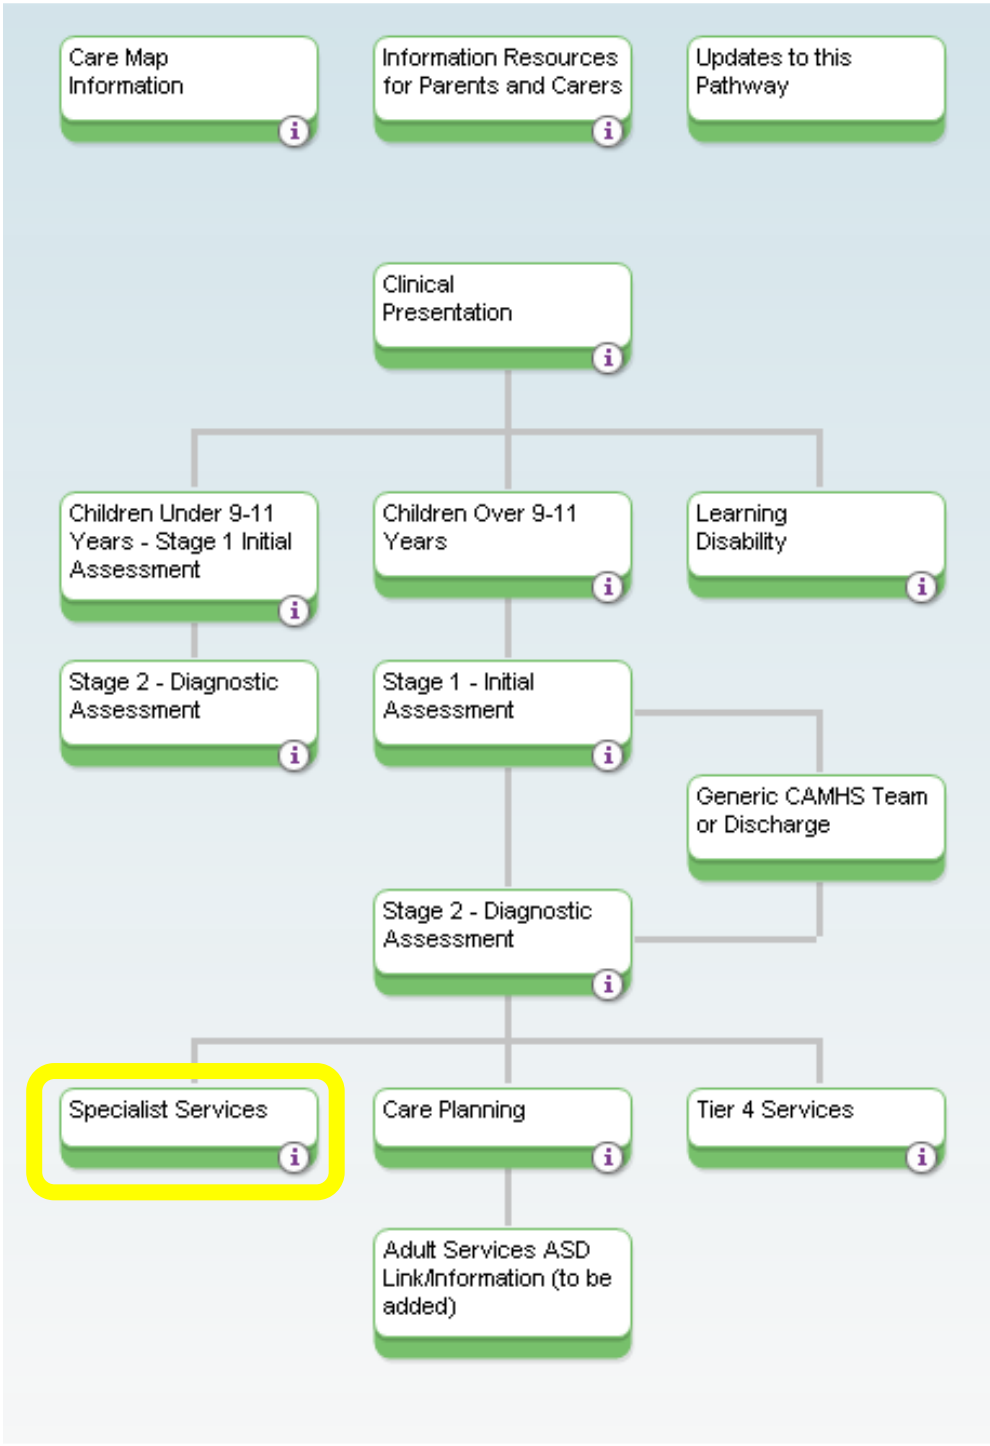 Care Map
Information
i
Information Resources
for Parents and Carers
i
Updates to this
Pathway
Clinical
Presentation
i
Children Under 9-11
Years - Stage 1 Initial
Assessment
i
Children Over 9-11
Years
i
Learning
Disability
i
Stage 2 - Diagnostic
Assessment
i
Stage 1 - Initial
Assessment
i
Generic CAMHS Team
or Discharge
Stage 2 - Diagnostic
Assessment
i
Specialist Services
i
Care Planning
i
Tier 4 Services
i
Adult Services ASD
Link/Information (to be
added)